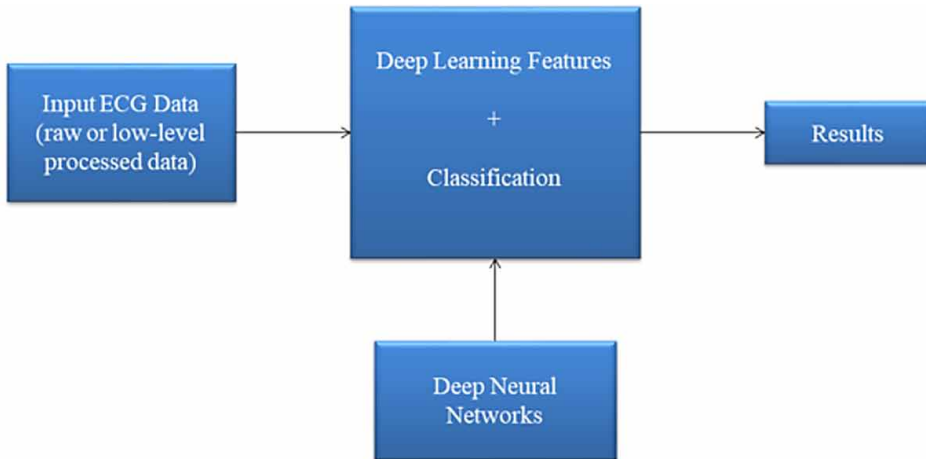 Input ECG Data
(raw or low-level
processed data)
Deep Learning Features
+
Classification
Results
Deep Neural
Networks